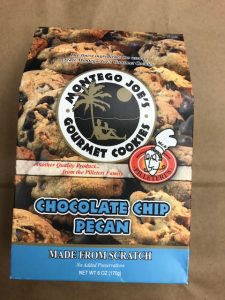 MONTEGO JOE'S
GOURMET COOKIES
Another Quality Product...
from the Pilleteri Family
CHOCOLATE CHIP
PECAN
MADE FROM SCRATCH
No Added Preservatives
NET WT 6 OZ (170g)